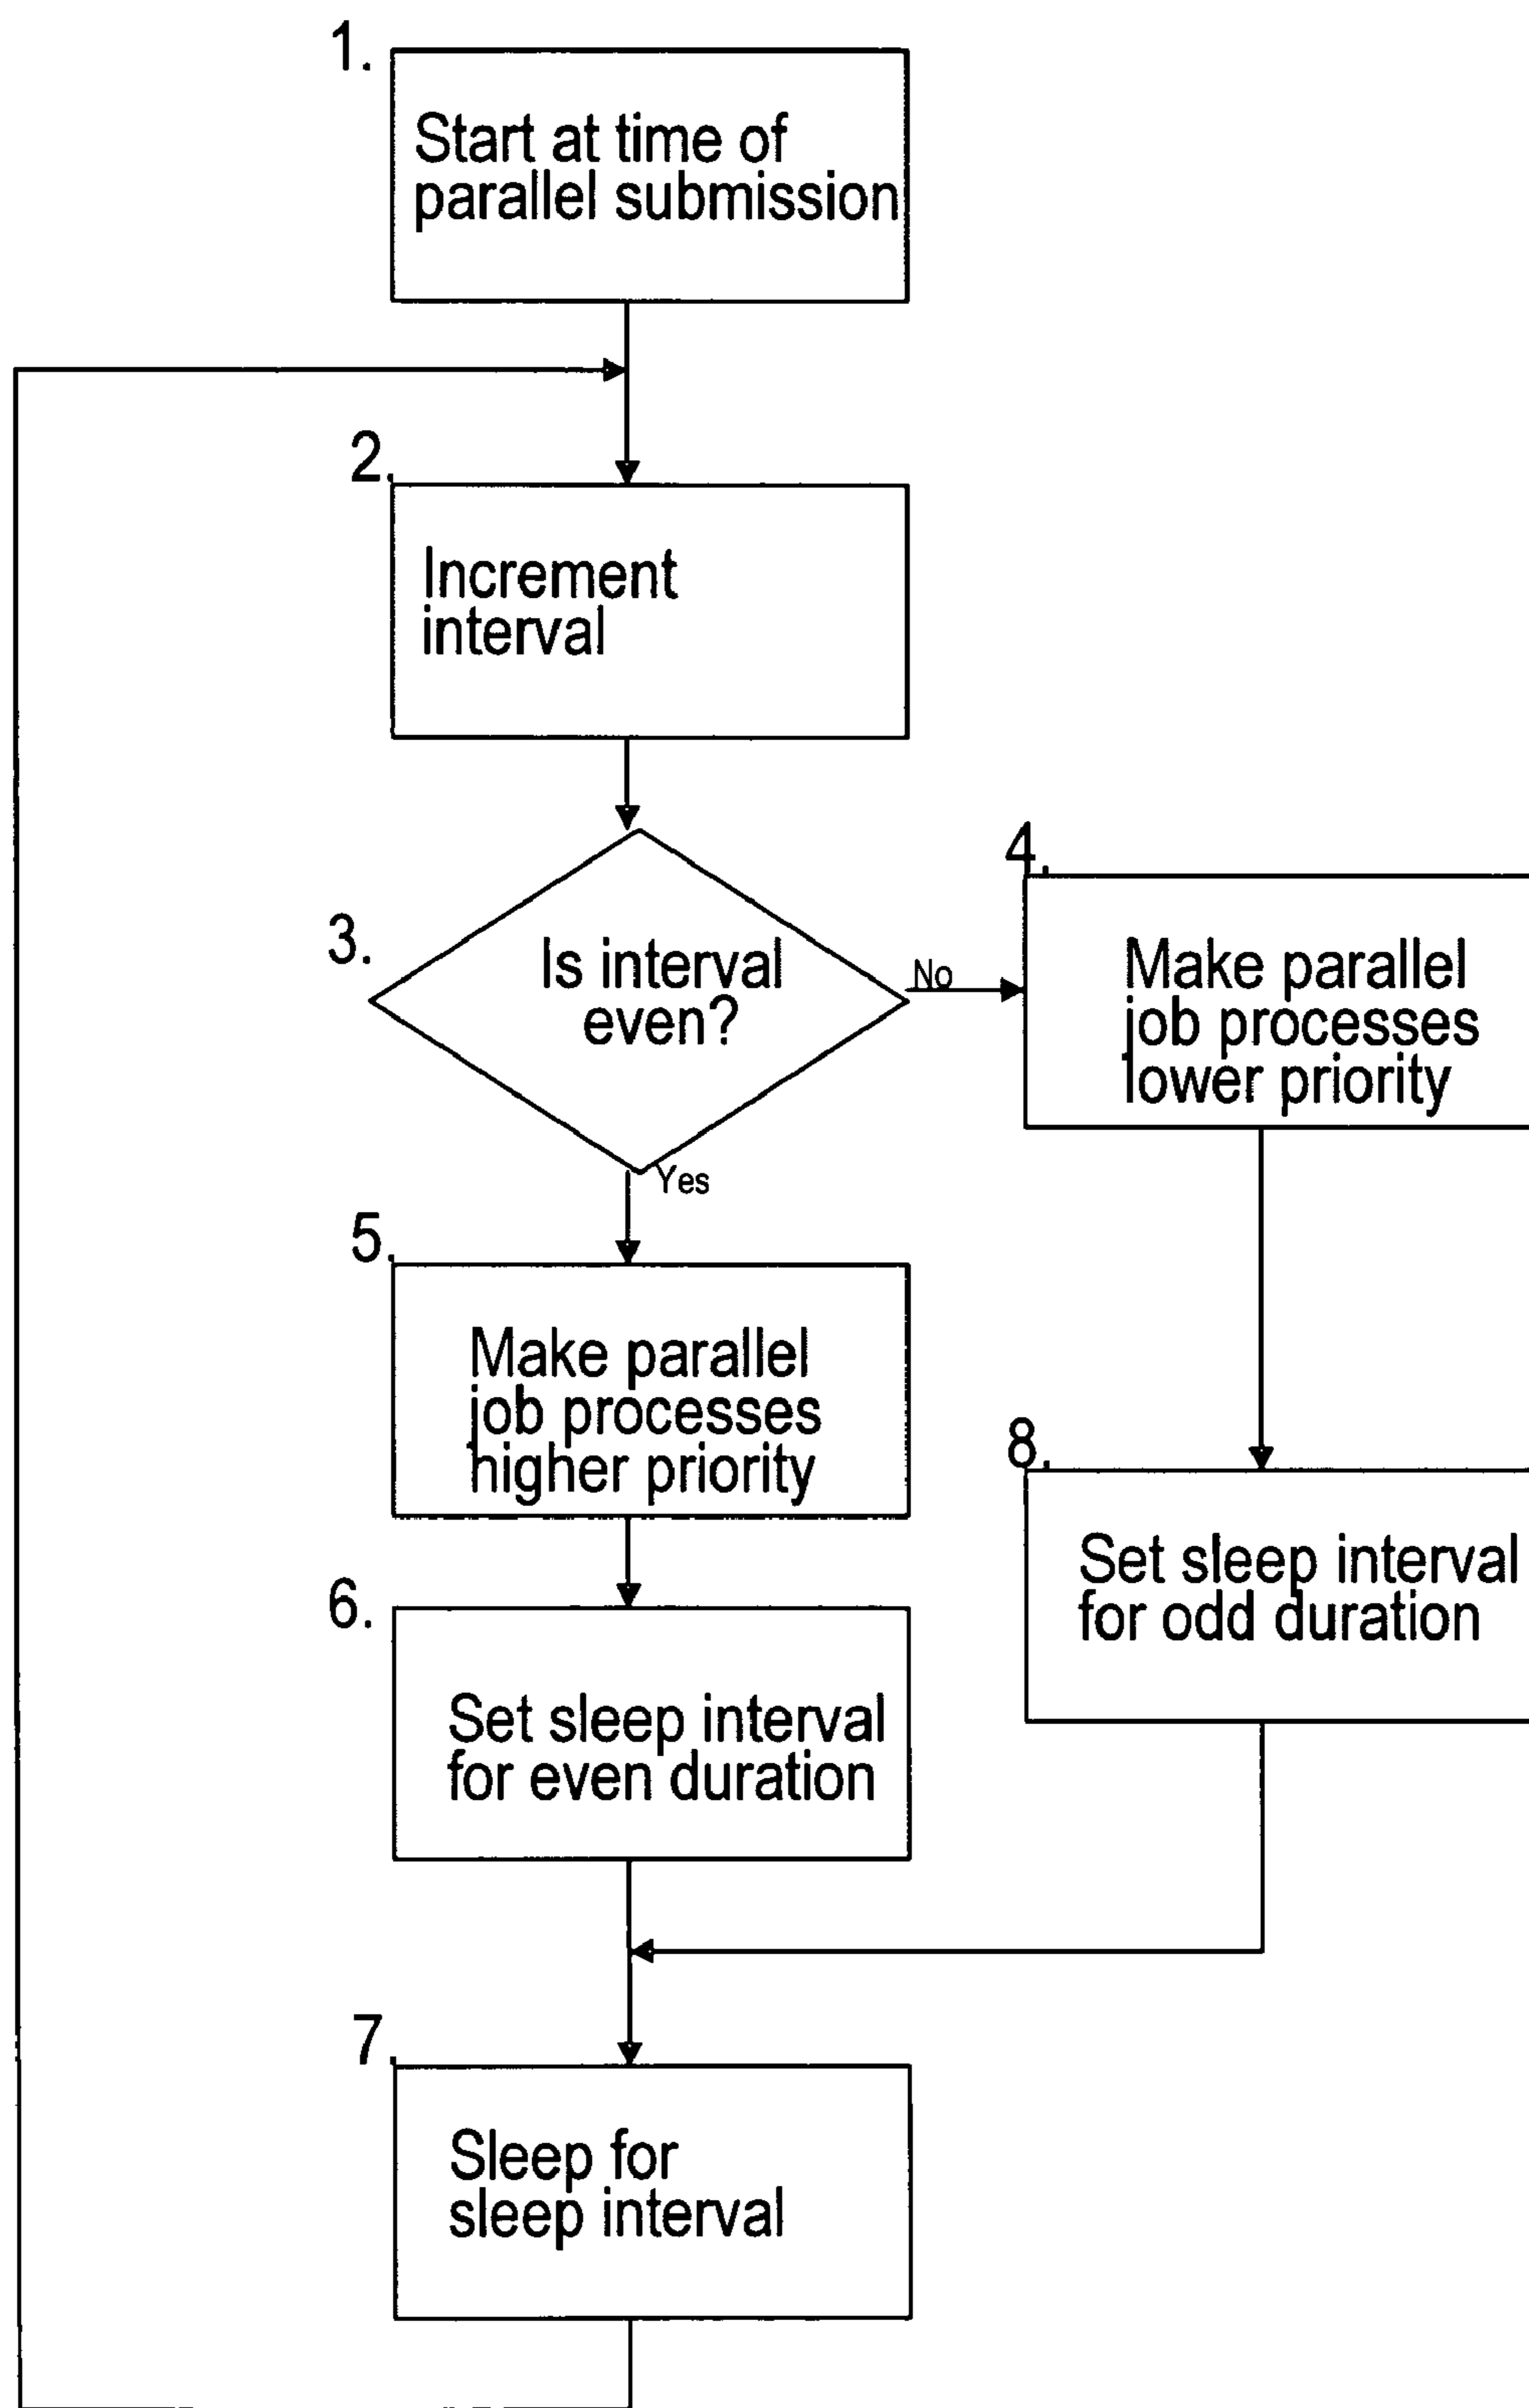 1.
Start at time of
parallel submission
2.
Increment
interval
3.
Is interval
even?
No
4.
Make parallel
job processes
lower priority
Yes
5.
Make parallel
job processes
higher priority
8.
Set sleep interval
for odd duration
6.
Set sleep interval
for even duration
7.
Sleep for
sleep interval